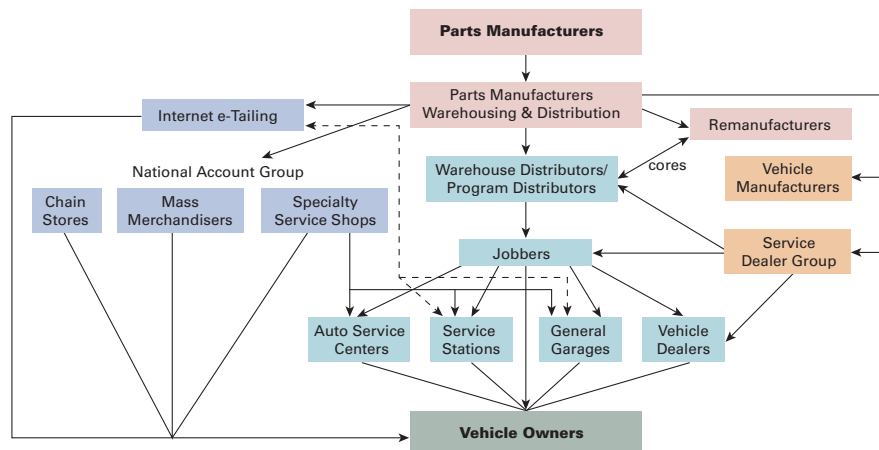 Parts Manufacturers
Parts Manufacturers
Warehousing & Distribution
Internet e-Tailing
Remanufacturers
National Account Group
Warehouse Distributors/
Program Distributors
cores
Vehicle
Manufacturers
Chain
Stores
Mass
Merchandisers
Specialty
Service Shops
Jobbers
Service
Dealer Group
Auto Service
Centers
Service
Stations
General
Garages
Vehicle
Dealers
Vehicle Owners